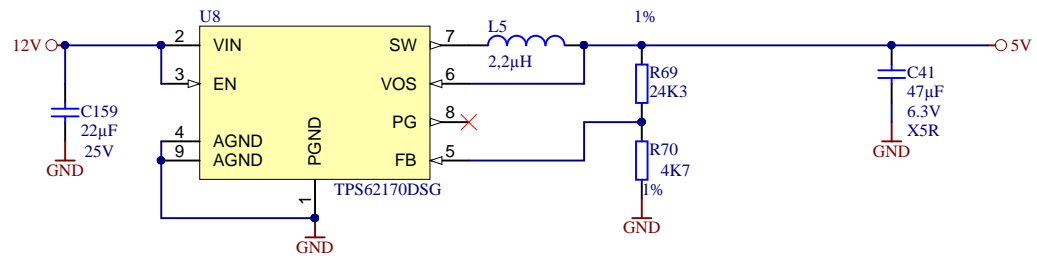 U8
1%
12V
2
VIN
SW
7
L5
2,2µH
5V
3
EN
VOS
6
R69
24K3
C41
47µF
6.3V
X5R
C159
22µF
25V
GND
PG
8
4
AGND
9
AGND
PGND
FB
5
R70
4K7
1%
GND
1
TPS62170DSG
GND
GND